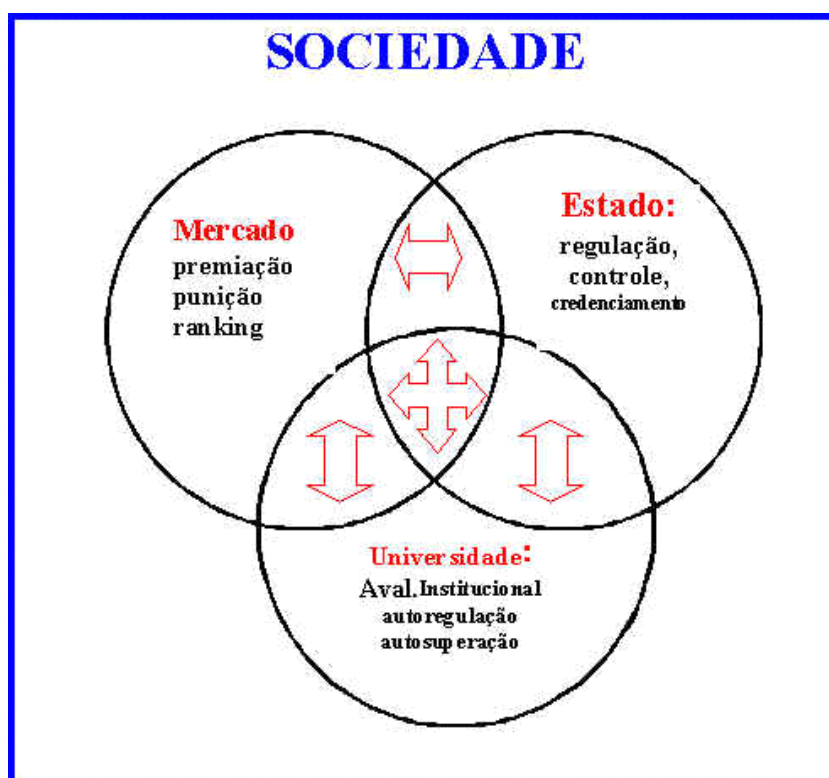 SOCIEDADE
Mercado
premiação
punição
ranking
Estado:
regulação,
controle,
credenciamento
Universidade:
Aval.Institucional
autoregulação
autosuperação